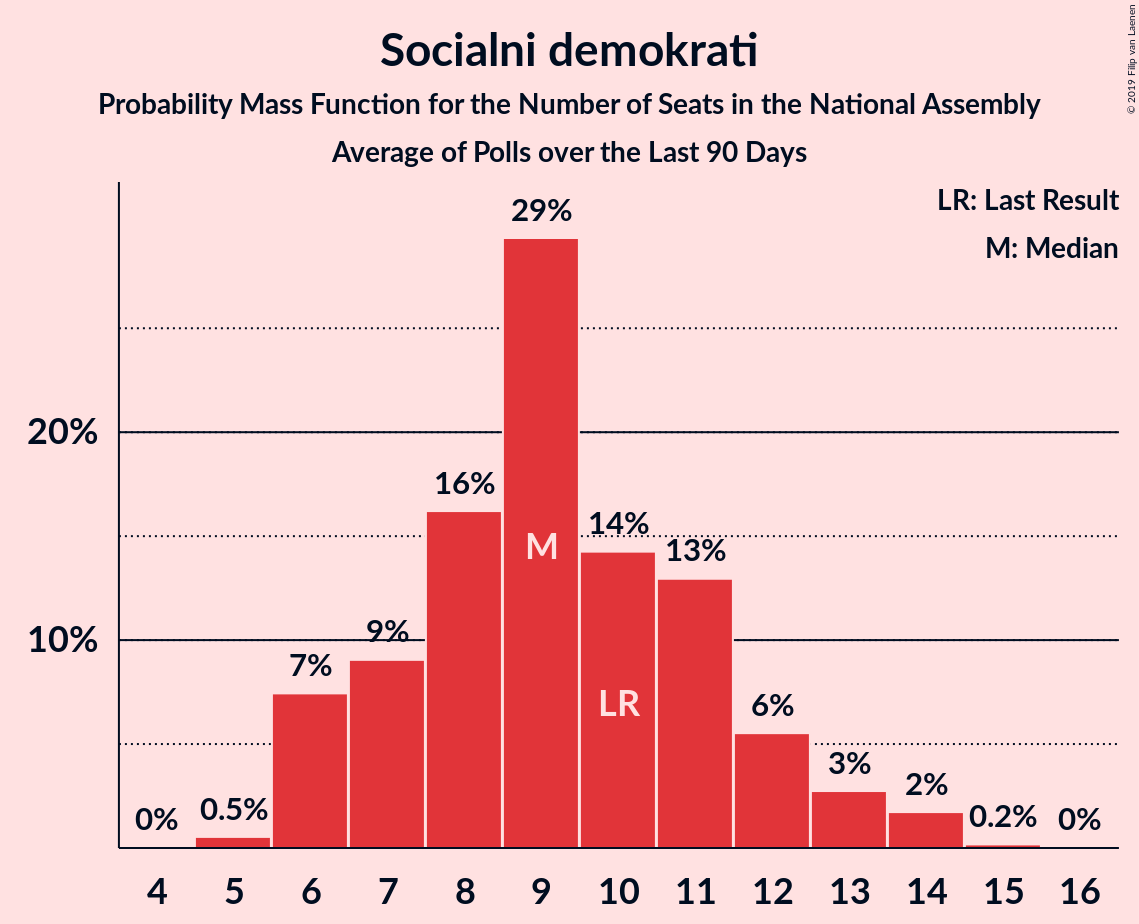 Socialni demokrati
Probability Mass Function for the Number of Seats in the National Assembly
Average of Polls over the Last 90 Days
© 2019 Filip van Laenen
LR: Last Result
M: Median
29%
20%
16%
14%
13%
M
10%
9%
7%
LR
6%
3%
2%
0%
0.5%
0.2%
0%
4 5 6 7 8 9 10 11 12 13 14 15 16